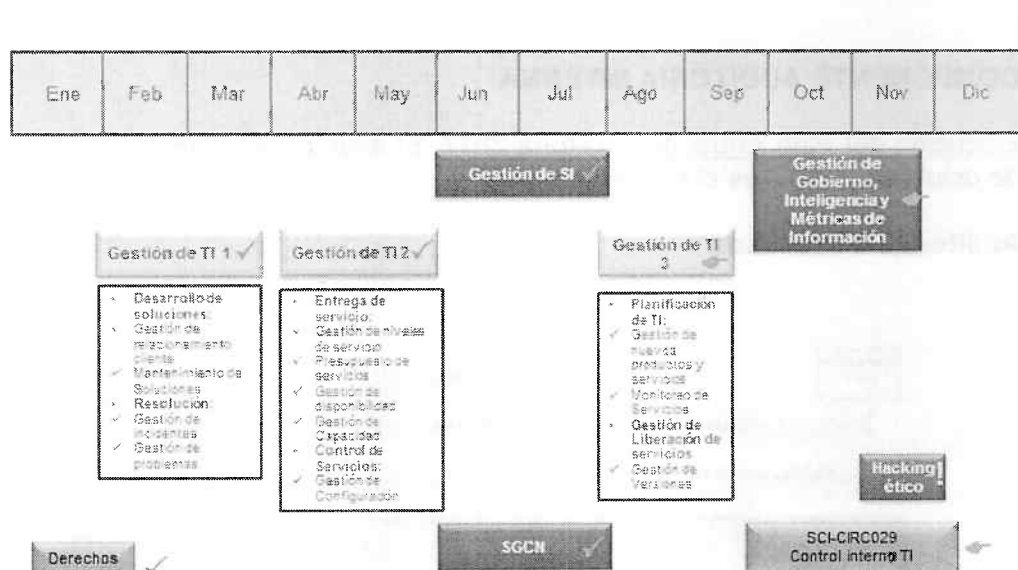 Ene Feb Mar Abr May Jun Jul Ago Sep Oct Nov Dic
Gestión de SI
Gestión de
Gobierno,
Inteligencia y
Métricas de
Información
Gestión de TI 1
Gestión de TI 2
Gestión de TI
3
Desarrollo de
soluciones:
Gestión de
relacionamiento
cliente
Mantenimiento de
Soluciones
Resolución:
Gestión de
incidentes
Gestión de
problemas
Entrega de
servicio:
Gestión de niveles
de servicio
Presupuesto de
servicios
Gestión de
disponibilidad
Gestión de
Capacidad
Control de
Servicios:
Gestión de
Configuración
Planificación
de TI:
Gestión de
nuevos
productos y
servicios
Monitoreo de
Servicios
Gestión de
Liberación de
servicios
Gestión de
Versiones
Hacking
ético
!
SGCN
SCI-CIRC029
Control interno TI
Derechos